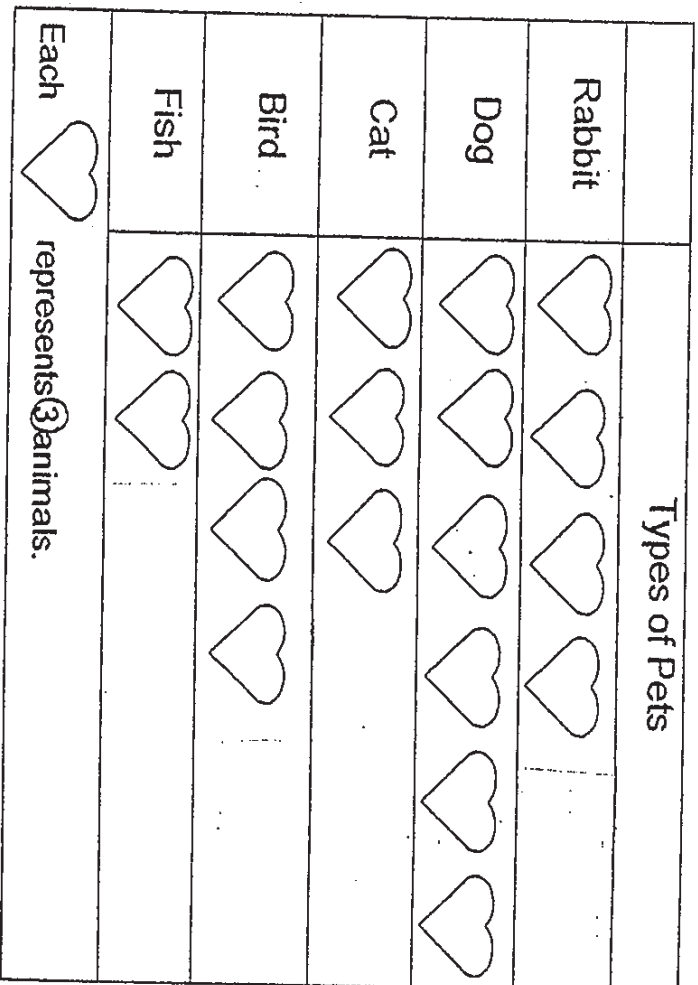 Types of Pets
Rabbit
Dog
Cat
Bird
Fish
Each represents 3 animals.